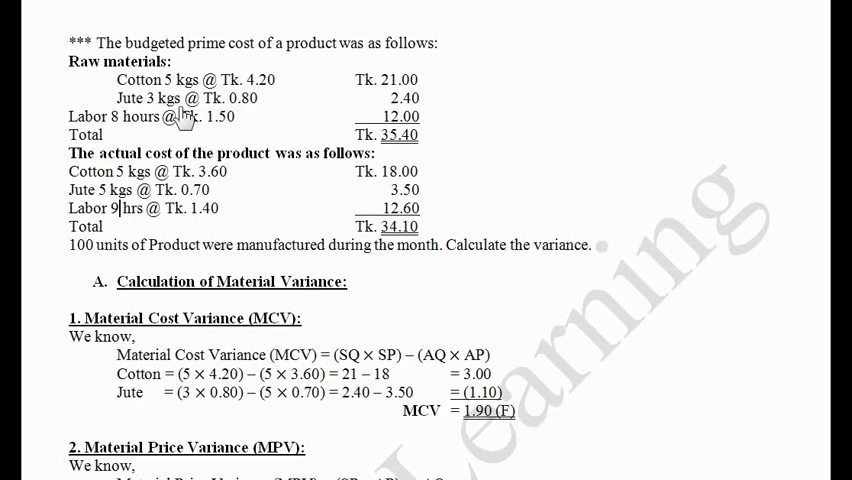 *** The budgeted prime cost of a product was as follows:
Raw materials:
Cotton 5 kgs @ Tk. 4.20 Tk. 21.00
Jute 3 kgs @ Tk. 0.80 2.40
Labor 8 hours @ Tk. 1.50 12.00
Total Tk. 35.40
The actual cost of the product was as follows:
Cotton 5 kgs @ Tk. 3.60 Tk. 18.00
Jute 5 kgs @ Tk. 0.70 3.50
Labor 9 hrs @ Tk. 1.40 12.60
Total Tk. 34.10
100 units of Product were manufactured during the month. Calculate the variance.
A. Calculation of Material Variance:
1. Material Cost Variance (MCV):
We know,
Material Cost Variance (MCV) = (SQ × SP) – (AQ × AP)
Cotton = (5 × 4.20) – (5 × 3.60) = 21 – 18 = 3.00
Jute = (3 × 0.80) – (5 × 0.70) = 2.40 – 3.50 = (1.10)
MCV = 1.90 (F)
2. Material Price Variance (MPV):
We know,
Learning